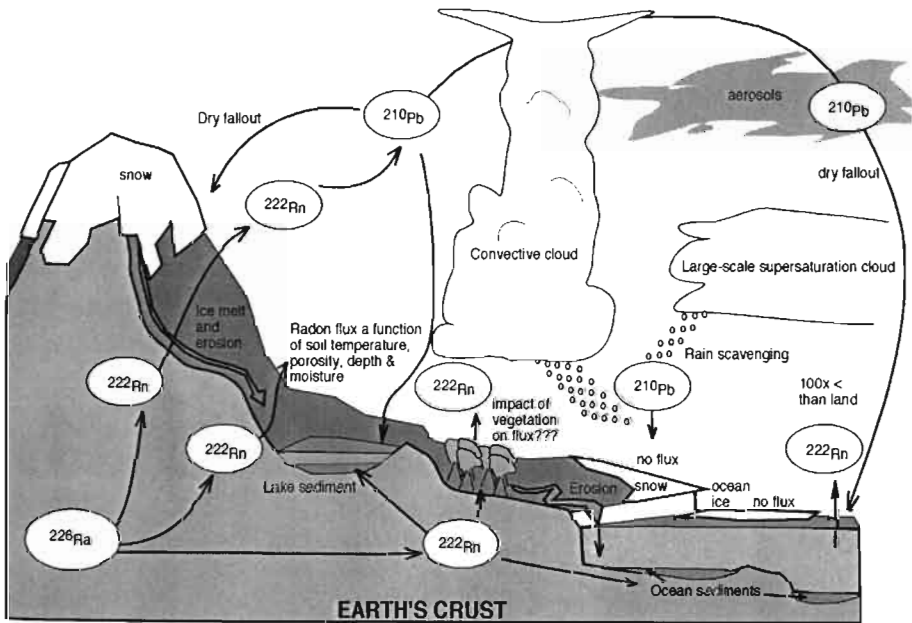 aerosols
²¹⁰Pb
²¹⁰Pb
Dry fallout
snow
dry fallout
²²²Rn
Convective cloud
Large-scale supersaturation cloud
Ice melt
and
erosion
Radon flux a function
of soil temperature,
porosity, depth &
moisture
Rain scavenging
²²²Rn
²²²Rn
²¹⁰Pb
100x <
than land
impact of
vegetation
on flux???
²²²Rn
²²²Rn
no flux
Lake sediment
Erosion
snow
ocean
ice
no flux
²²⁶Ra
²²²Rn
Ocean sediments
EARTH'S CRUST